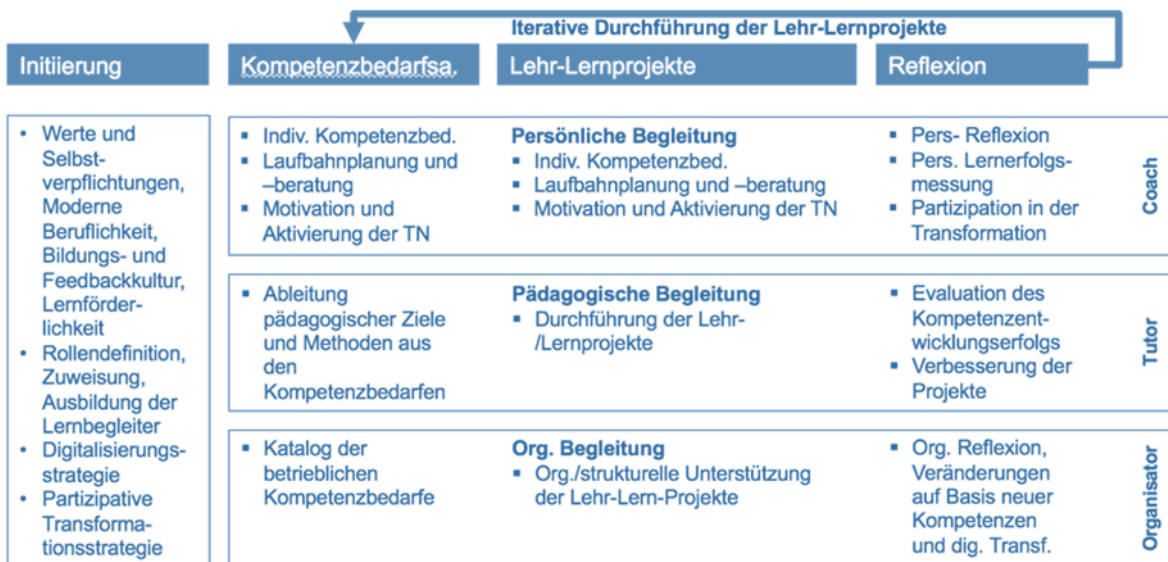 Iterative Durchführung der Lehr-Lernprojekte
Initiierung
Kompetenzbedarfsa.
Lehr-Lernprojekte
Reflexion
• Werte und
Selbst-
verpflichtungen,
Moderne
Beruflichkeit,
Bildungs- und
Feedbackkultur,
Lernförder-
lichkeit
• Rollendefinition,
Zuweisung,
Ausbildung der
Lernbegleiter
• Digitalisierungs-
strategie
• Partizipative
Transforma-
tionsstrategie
▪ Indiv. Kompetenzbed.
▪ Laufbahnplanung und
–beratung
▪ Motivation und
Aktivierung der TN
Persönliche Begleitung
▪ Indiv. Kompetenzbed.
▪ Laufbahnplanung und –beratung
▪ Motivation und Aktivierung der TN
▪ Pers- Reflexion
▪ Pers. Lernerfolgs-
messung
▪ Partizipation in der
Transformation
Coach
▪ Ableitung
pädagogischer Ziele
und Methoden aus
den
Kompetenzbedarfen
Pädagogische Begleitung
▪ Durchführung der Lehr-
/Lernprojekte
▪ Evaluation des
Kompetenzent-
wicklungserfolgs
▪ Verbesserung der
Projekte
Tutor
▪ Katalog der
betrieblichen
Kompetenzbedarfe
Org. Begleitung
▪ Org./strukturelle Unterstützung
der Lehr-Lern-Projekte
▪ Org. Reflexion,
Veränderungen
auf Basis neuer
Kompetenzen
und dig. Transf.
Organisator